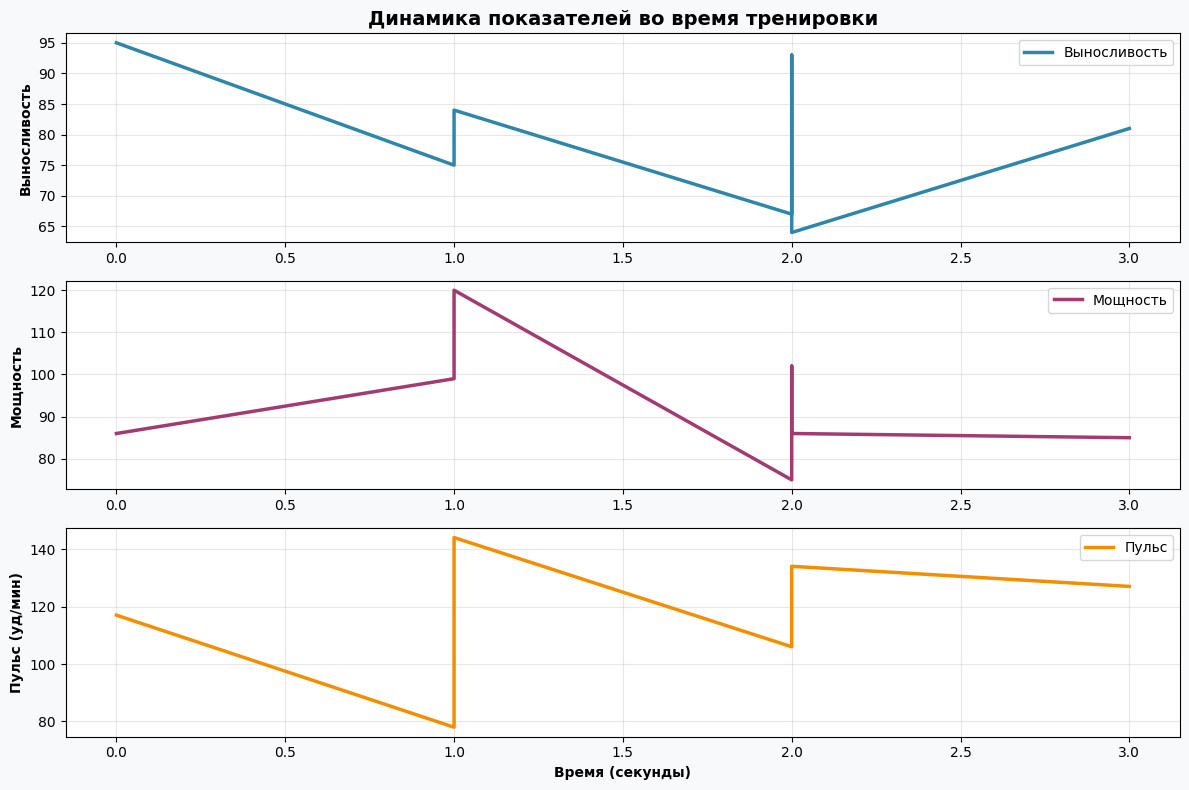 Динамика показателей во время тренировки
Выносливость
95
90
85
80
75
70
65
Выносливость
0.0 0.5 1.0 1.5 2.0 2.5 3.0
Мощность
120
110
100
90
80
Мощность
0.0 0.5 1.0 1.5 2.0 2.5 3.0
Пульс (уд/мин)
140
120
100
80
Пульс
0.0 0.5 1.0 1.5 2.0 2.5 3.0
Время (секунды)